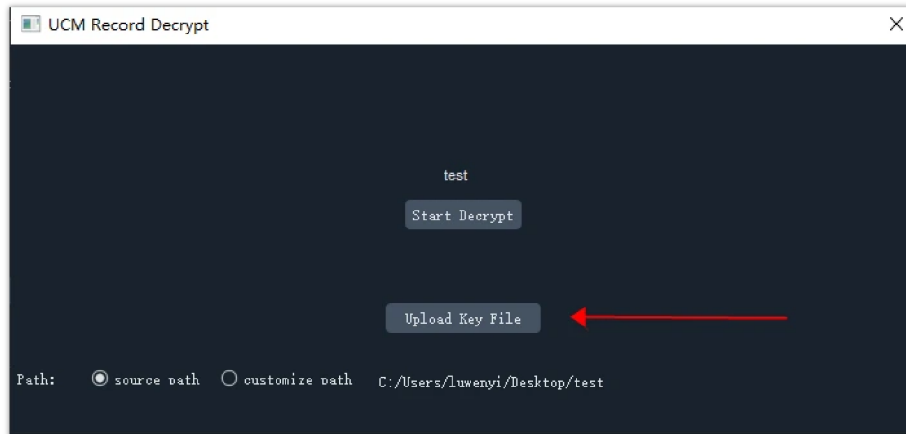 UCM Record Decrypt
test
Start Decrypt
Upload Key File
Path: source path customize path C:/Users/luwenyi/Desktop/test